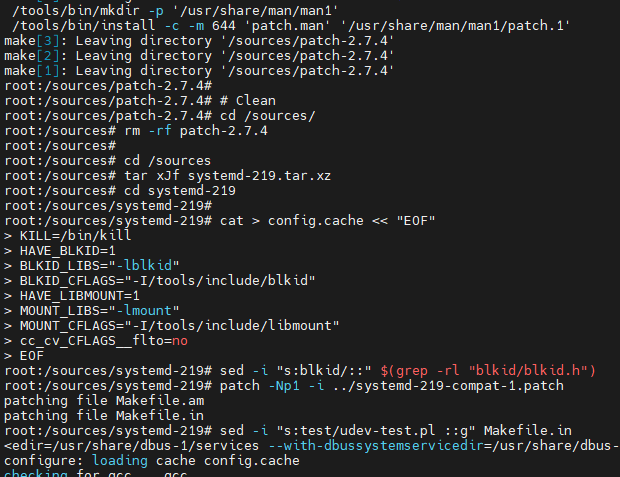 /tools/bin/mkdir -p '/usr/share/man/man1'
/tools/bin/install -c -m 644 'patch.man' '/usr/share/man/man1/patch.1'
make[3]: Leaving directory '/sources/patch-2.7.4'
make[2]: Leaving directory '/sources/patch-2.7.4'
make[1]: Leaving directory '/sources/patch-2.7.4'
root:/sources/patch-2.7.4#
root:/sources/patch-2.7.4# # Clean
root:/sources/patch-2.7.4# cd /sources/
root:/sources# rm -rf patch-2.7.4
root:/sources#
root:/sources# cd /sources
root:/sources# tar xJf systemd-219.tar.xz
root:/sources# cd systemd-219
root:/sources/systemd-219#
root:/sources/systemd-219# cat > config.cache << "EOF"
> KILL=/bin/kill
> HAVE_BLKID=1
> BLKID_LIBS="-lblkid"
> BLKID_CFLAGS="-I/tools/include/blkid"
> HAVE_LIBMOUNT=1
> MOUNT_LIBS="-lmount"
> MOUNT_CFLAGS="-I/tools/include/libmount"
> cc_cv_CFLAGS__flto=no
> EOF
root:/sources/systemd-219# sed -i "s:blkid/::" $(grep -rl "blkid/blkid.h")
root:/sources/systemd-219# patch -Np1 -i ../systemd-219-compat-1.patch
patching file Makefile.am
patching file Makefile.in
root:/sources/systemd-219# sed -i "s:test/udev-test.pl ::g" Makefile.in
<edir=/usr/share/dbus-1/services --with-dbussystemservicedir=/usr/share/dbus-
configure: loading cache config.cache
checking for gcc... gcc